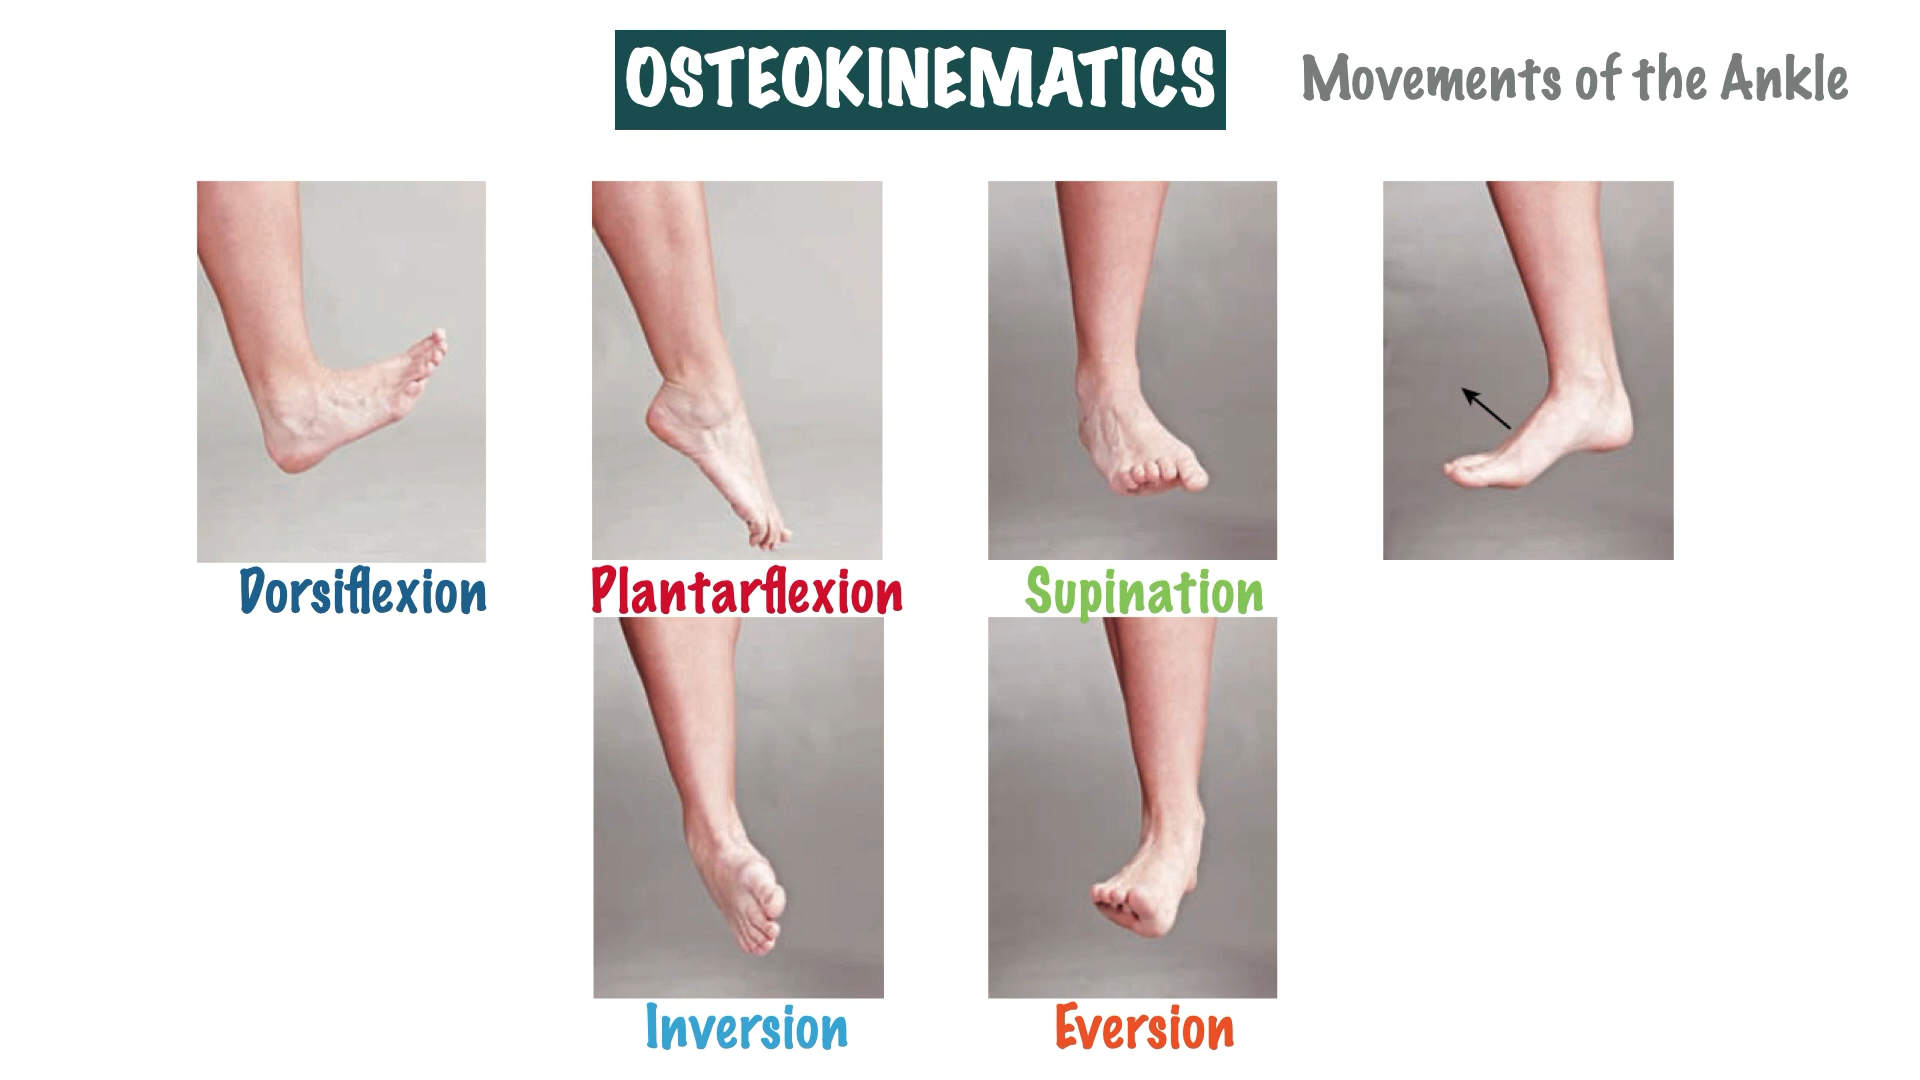 OSTEOKINEMATICS
Movements of the Ankle
Dorsiflexion
Plantarflexion
Supination
Inversion
Eversion